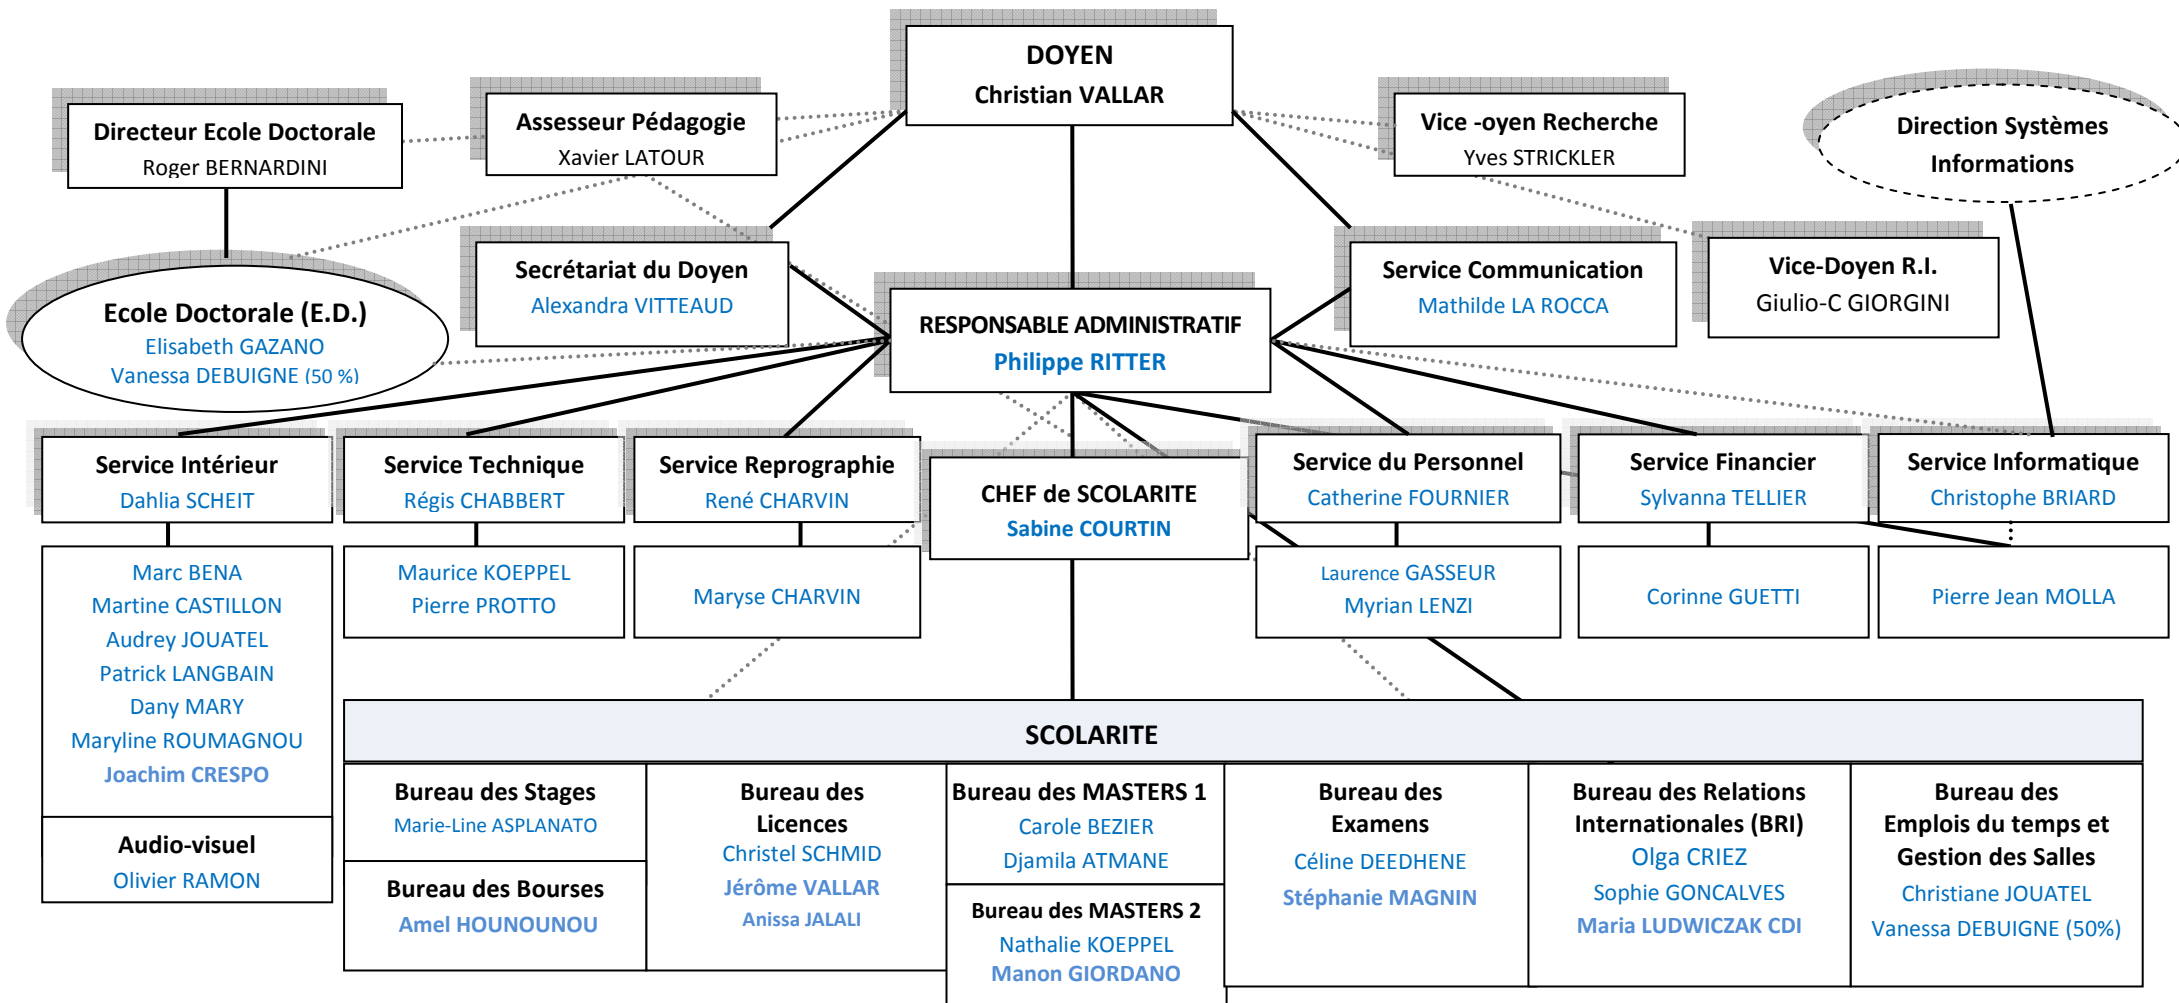 DOYEN
Christian VALLAR
Directeur Ecole Doctorale
Roger BERNARDINI
Assesseur Pédagogie
Xavier LATOUR
Vice -oyen Recherche
Yves STRICKLER
Direction Systèmes
Informations
Secrétariat du Doyen
Alexandra VITTEAUD
Service Communication
Mathilde LA ROCCA
Vice-Doyen R.I.
Giulio-C GIORGINI
Ecole Doctorale (E.D.)
Elisabeth GAZANO
Vanessa DEBUIGNE (50 %)
RESPONSABLE ADMINISTRATIF
Philippe RITTER
Service Intérieur
Dahlia SCHEIT
Service Technique
Régis CHABBERT
Service Reprographie
René CHARVIN
CHEF de SCOLARITE
Sabine COURTIN
Service du Personnel
Catherine FOURNIER
Service Financier
Sylvanna TELLIER
Service Informatique
Christophe BRIARD
Marc BENA
Martine CASTILLON
Audrey JOUATEL
Patrick LANGBAIN
Dany MARY
Maryline ROUMAGNOU
Joachim CRESPO
Audio-visuel
Olivier RAMON
Maurice KOEPPEL
Pierre PROTTO
Maryse CHARVIN
Laurence GASSEUR
Myrian LENZI
Corinne GUETTI
Pierre Jean MOLLA
SCOLARITE
Bureau des Stages
Marie-Line ASPLANATO
Bureau des Bourses
Amel HOUNOUNOU
Bureau des
Licences
Christel SCHMID
Jérôme VALLAR
Anissa JALALI
Bureau des MASTERS 1
Carole BEZIER
Djamila ATMANE
Bureau des MASTERS 2
Nathalie KOEPPEL
Manon GIORDANO
Bureau des
Examens
Céline DEEDHENE
Stéphanie MAGNIN
Bureau des Relations
Internationales (BRI)
Olga CRIEZ
Sophie GONCALVES
Maria LUDWICZAK CDI
Bureau des
Emplois du temps et
Gestion des Salles
Christiane JOUATEL
Vanessa DEBUIGNE (50%)